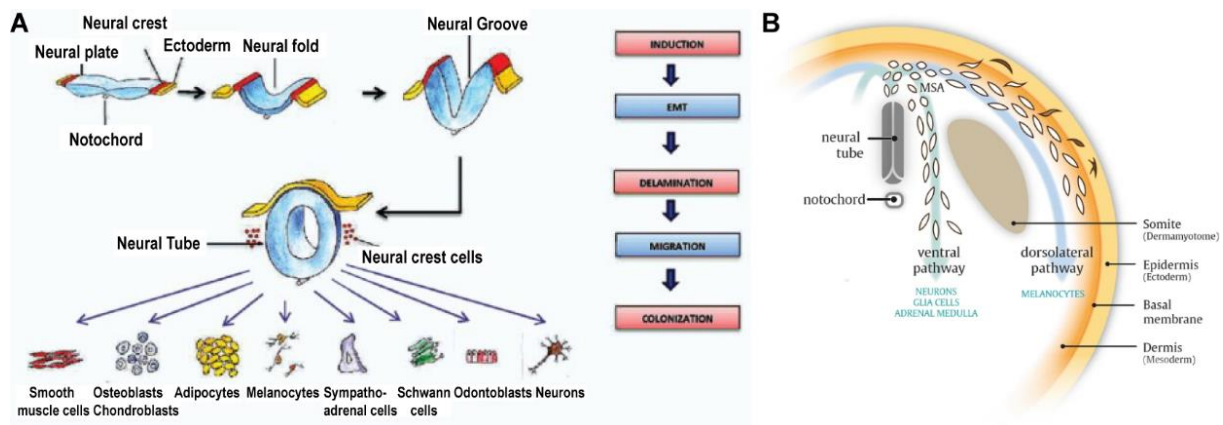 A
Neural crest
Neural plate
Ectoderm
Neural fold
Neural Groove
Notochord
Neural Tube
Neural crest cells
Smooth
muscle cells
Osteoblasts
Chondroblasts
Adipocytes
Melanocytes
Sympatho-
adrenal cells
Schwann
cells
Odontoblasts
Neurons
INDUCTION
EMT
DELAMINATION
MIGRATION
COLONIZATION
B
MSA
neural
tube
notochord
ventral
pathway
NEURONS
GLIA CELLS
ADRENAL MEDULLA
dorsolateral
pathway
MELANOCYTES
Somite
(Dermamyotome)
Epidermis
(Ectoderm)
Basal
membrane
Dermis
(Mesoderm)